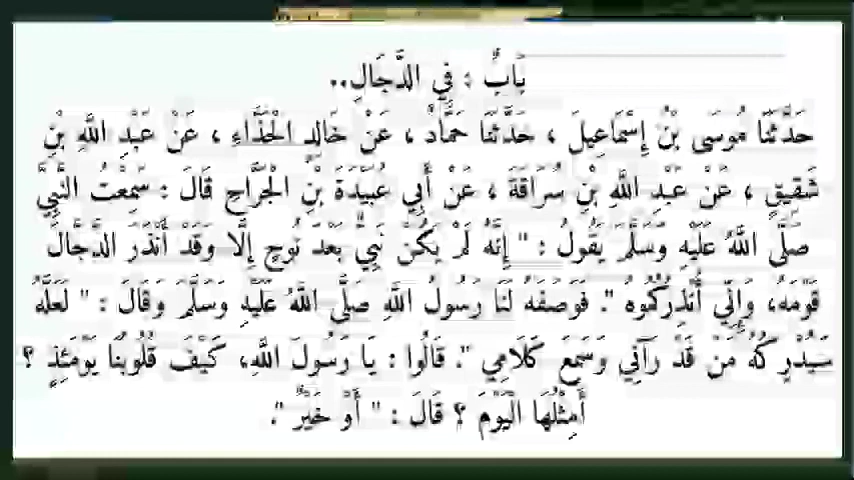 بَابٌ : فِي الدَّجَالِ..
حَدَّثَنَا مُوسَى بْنُ إِسْمَاعِيلَ ، حَدَّثَنَا حَمَّادٌ ، عَنْ خَالِدٍ الْحَذَّاءِ ، عَنْ عَبْدِ اللَّهِ بْنِ
شَقِيقٍ ، عَنْ عَبْدِ اللَّهِ بْنِ سُرَاقَةَ ، عَنْ أَبِي عُبَيْدَةَ بْنِ الْجَرَّاحِ قَالَ : سَمِعْتُ النَّبِيَّ
صَلَّى اللَّهُ عَلَيْهِ وَسَلَّمَ يَقُولُ : " إِنَّهُ لَمْ يَكُنْ نَبِيٌّ بَعْدَ نُوحٍ إِلَّا وَقَدْ أَنْذَرَ الدَّجَّالَ
قَوْمَهُ، وَإِنِّي أُنْذِرُكُمُوهُ ". فَوَصَفَهُ لَنَا رَسُولُ اللَّهِ صَلَّى اللَّهُ عَلَيْهِ وَسَلَّمَ وَقَالَ : " لَعَلَّهُ
سَيُدْرِكُهُ مَنْ قَدْ رَآنِي وَسَمِعَ كَلَامِي ". قَالُوا : يَا رَسُولَ اللَّهِ، كَيْفَ قُلُوبُنَا يَوْمَئِذٍ ؟
أَمِثْلُهَا الْيَوْمَ ؟ قَالَ : " أَوْ خَيْرٌ ".